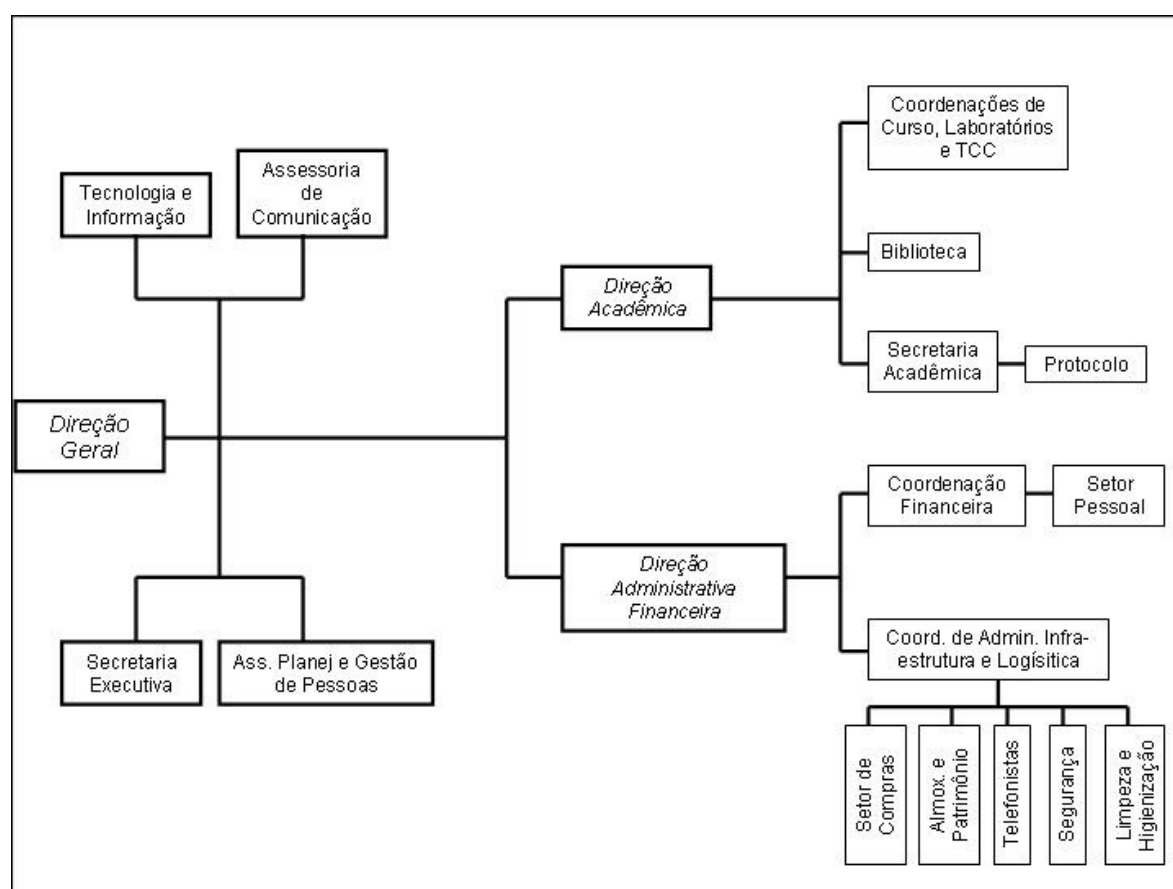 Coordenações de
Curso, Laboratórios
e TCC
Assessoria
de
Comunicação
Tecnologia e
Informação
Biblioteca
Direção
Acadêmica
Secretaria
Acadêmica
Protocolo
Direção
Geral
Coordenação
Financeira
Setor
Pessoal
Direção
Administrativa
Financeira
Secretaria
Executiva
Ass. Planej e Gestão
de Pessoas
Coord. de Admin. Infra-
estrutura e Logísitica
Setor de
Compras
Almox. e
Patrimônio
Telefonistas
Segurança
Limpeza e
Higienização